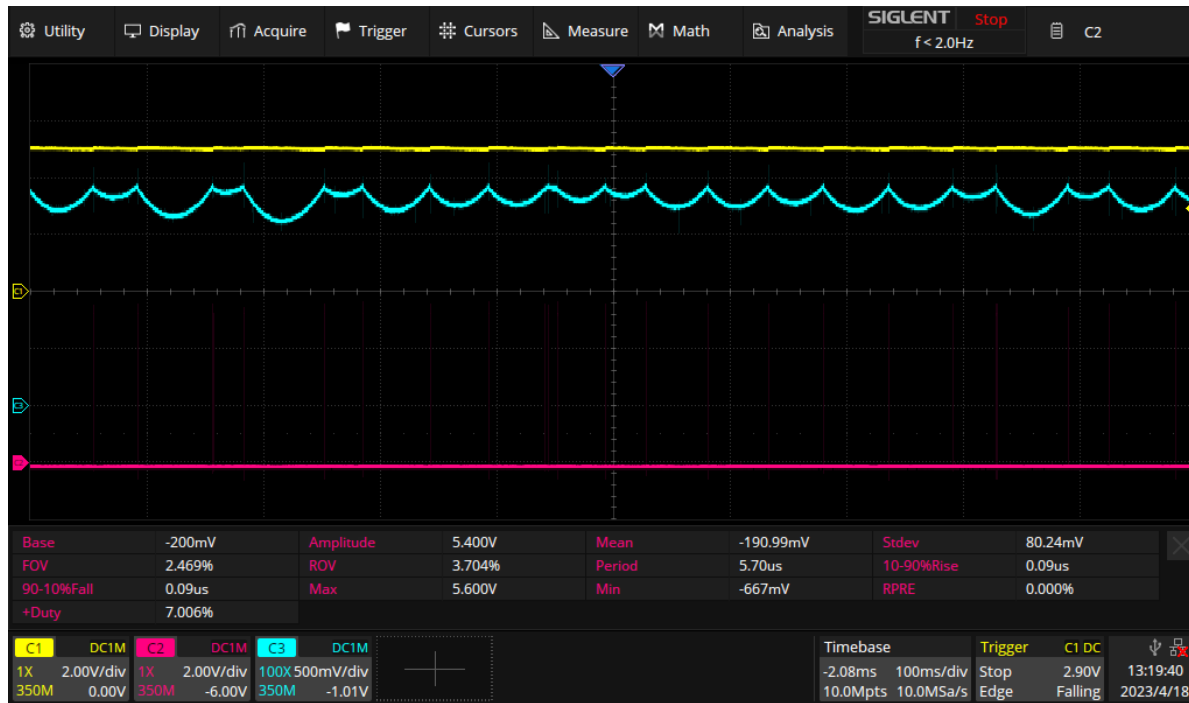 Utility Display Acquire Trigger Cursors Measure Math Analysis SIGLENT Stop C2
f < 2.0Hz
C1
C3
Base -200mV Amplitude 5.400V Mean -190.99mV Stdev 80.24mV
FOV 2.469% ROV 3.704% Period 5.70us 10-90%Rise 0.09us
90-10%Fall 0.09us Max 5.600V Min -667mV RPRE 0.000%
+Duty 7.006%
C1 DC1M C2 DC1M C3 DC1M Timebase Trigger C1 DC
1X 2.00V/div 1X 2.00V/div 100X 500mV/div -2.08ms 100ms/div Stop 2.90V 13:19:40
350M 0.00V 350M -6.00V 350M -1.01V 10.0Mpts 10.0MSa/s Edge Falling 2023/4/18